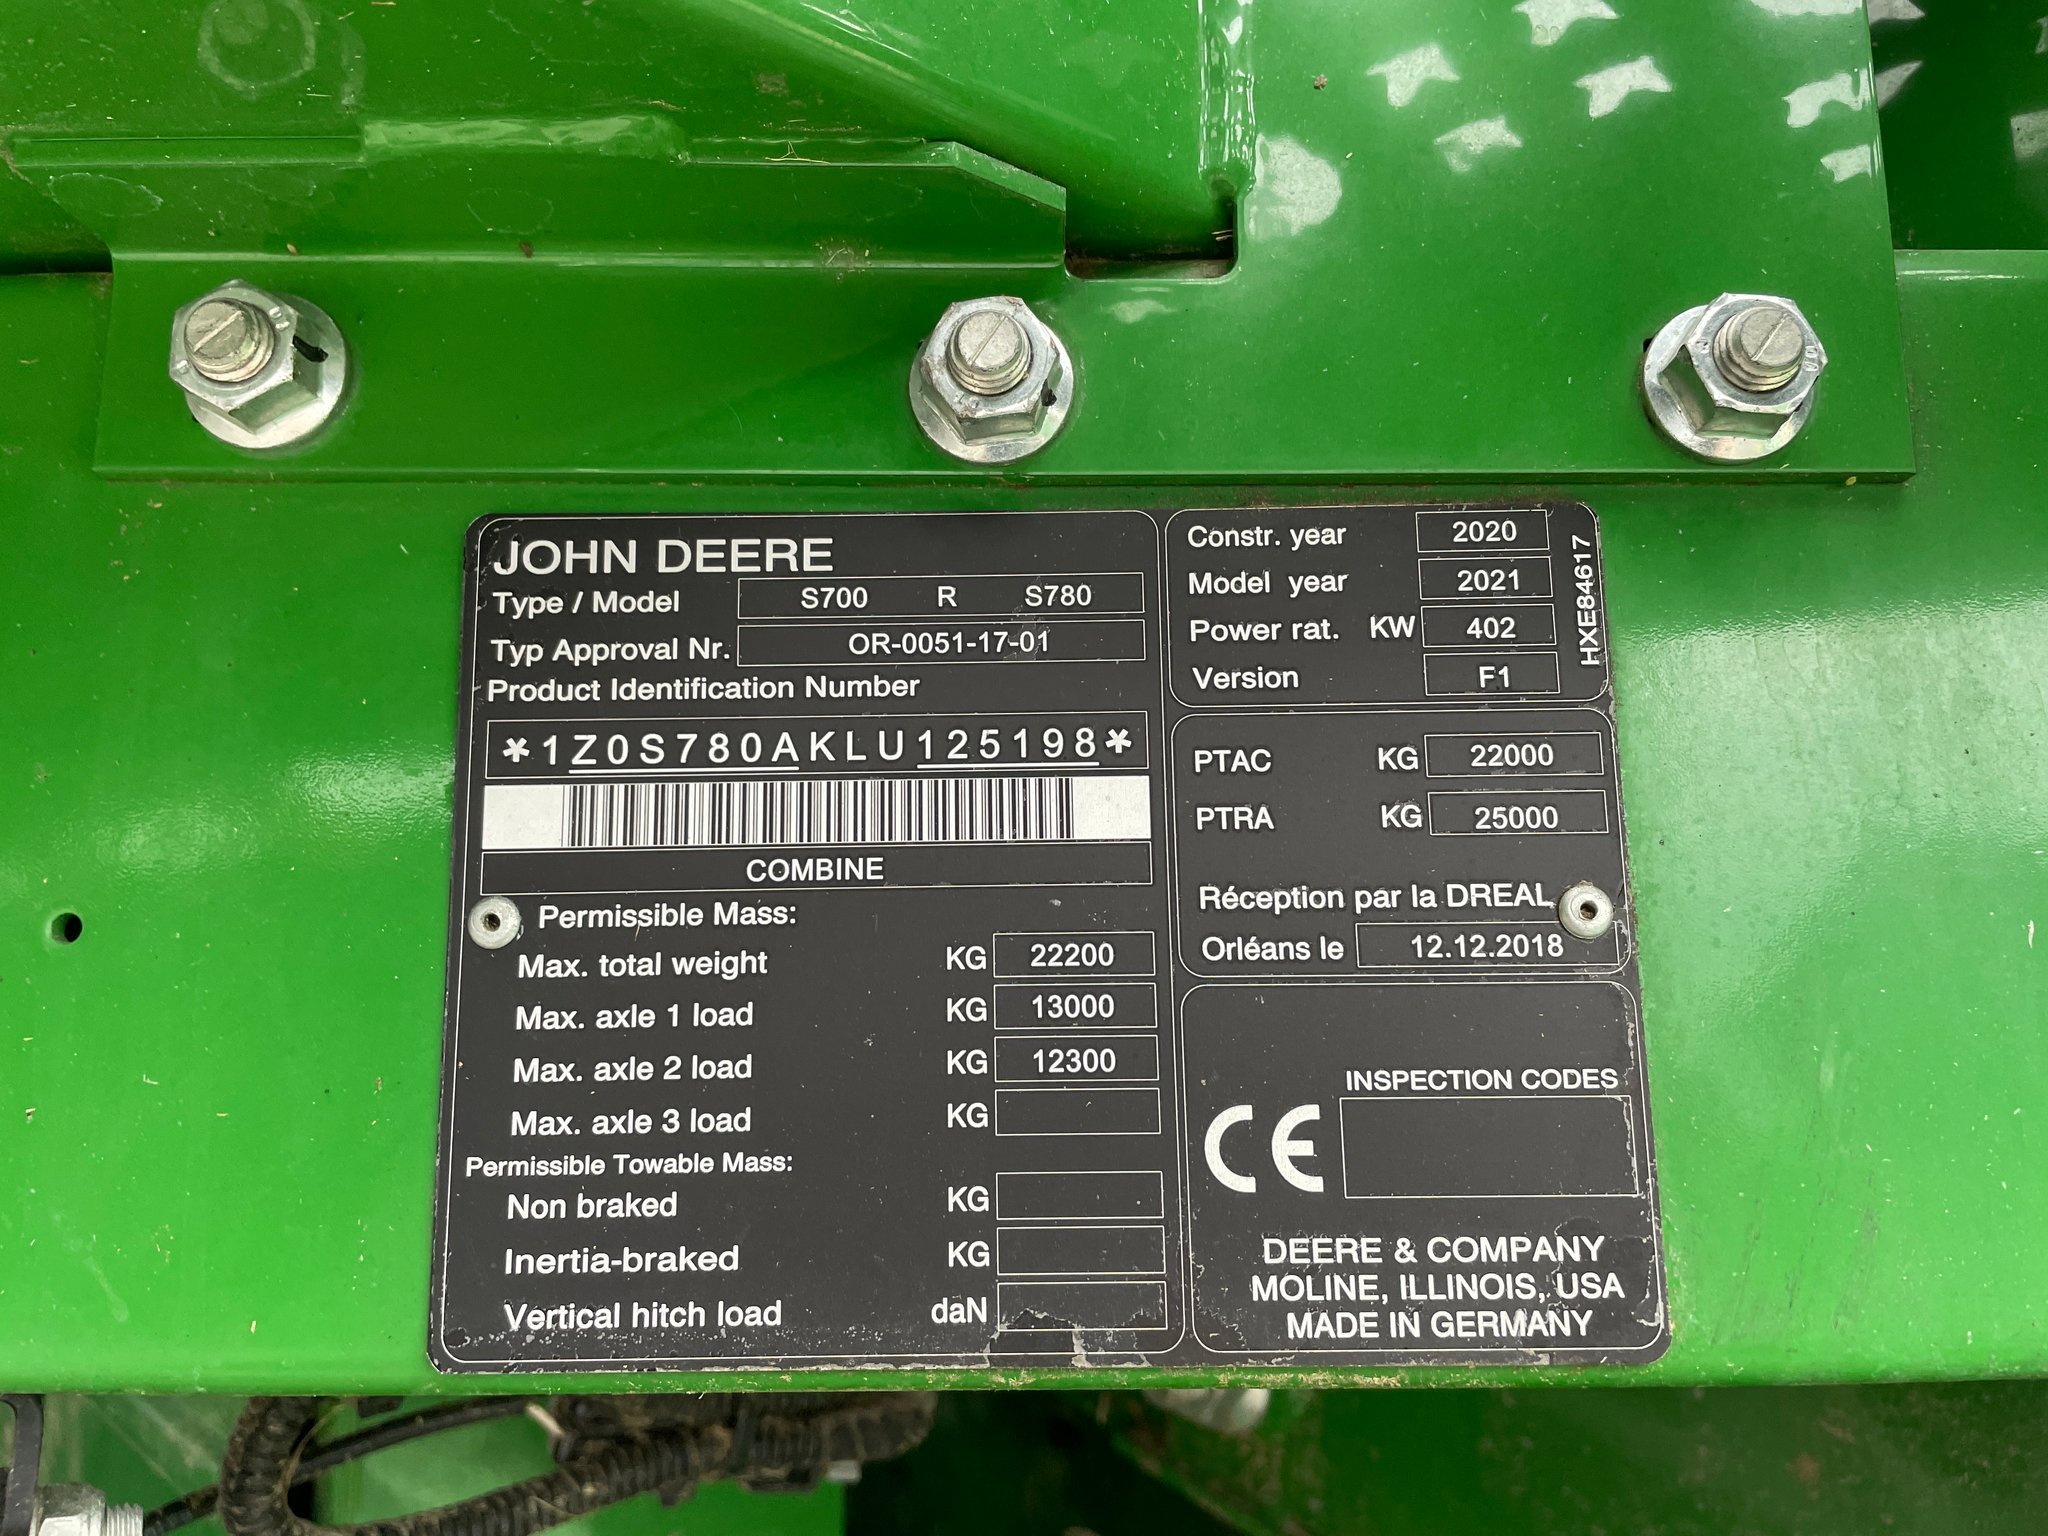 JOHN DEERE
Type / Model S700 R S780
Typ Approval Nr. OR-0051-17-01
Product Identification Number
*1Z0S780AKLU125198*
COMBINE
Permissible Mass:
Max. total weight KG 22200
Max. axle 1 load KG 13000
Max. axle 2 load KG 12300
Max. axle 3 load KG
Permissible Towable Mass:
Non braked KG
Inertia-braked KG
Vertical hitch load daN
Constr. year 2020
Model year 2021
Power rat. KW 402
Version F1
HXE84617
PTAC KG 22000
PTRA KG 25000
Réception par la DREAL
Orléans le 12.12.2018
INSPECTION CODES
CE
DEERE & COMPANY
MOLINE, ILLINOIS, USA
MADE IN GERMANY